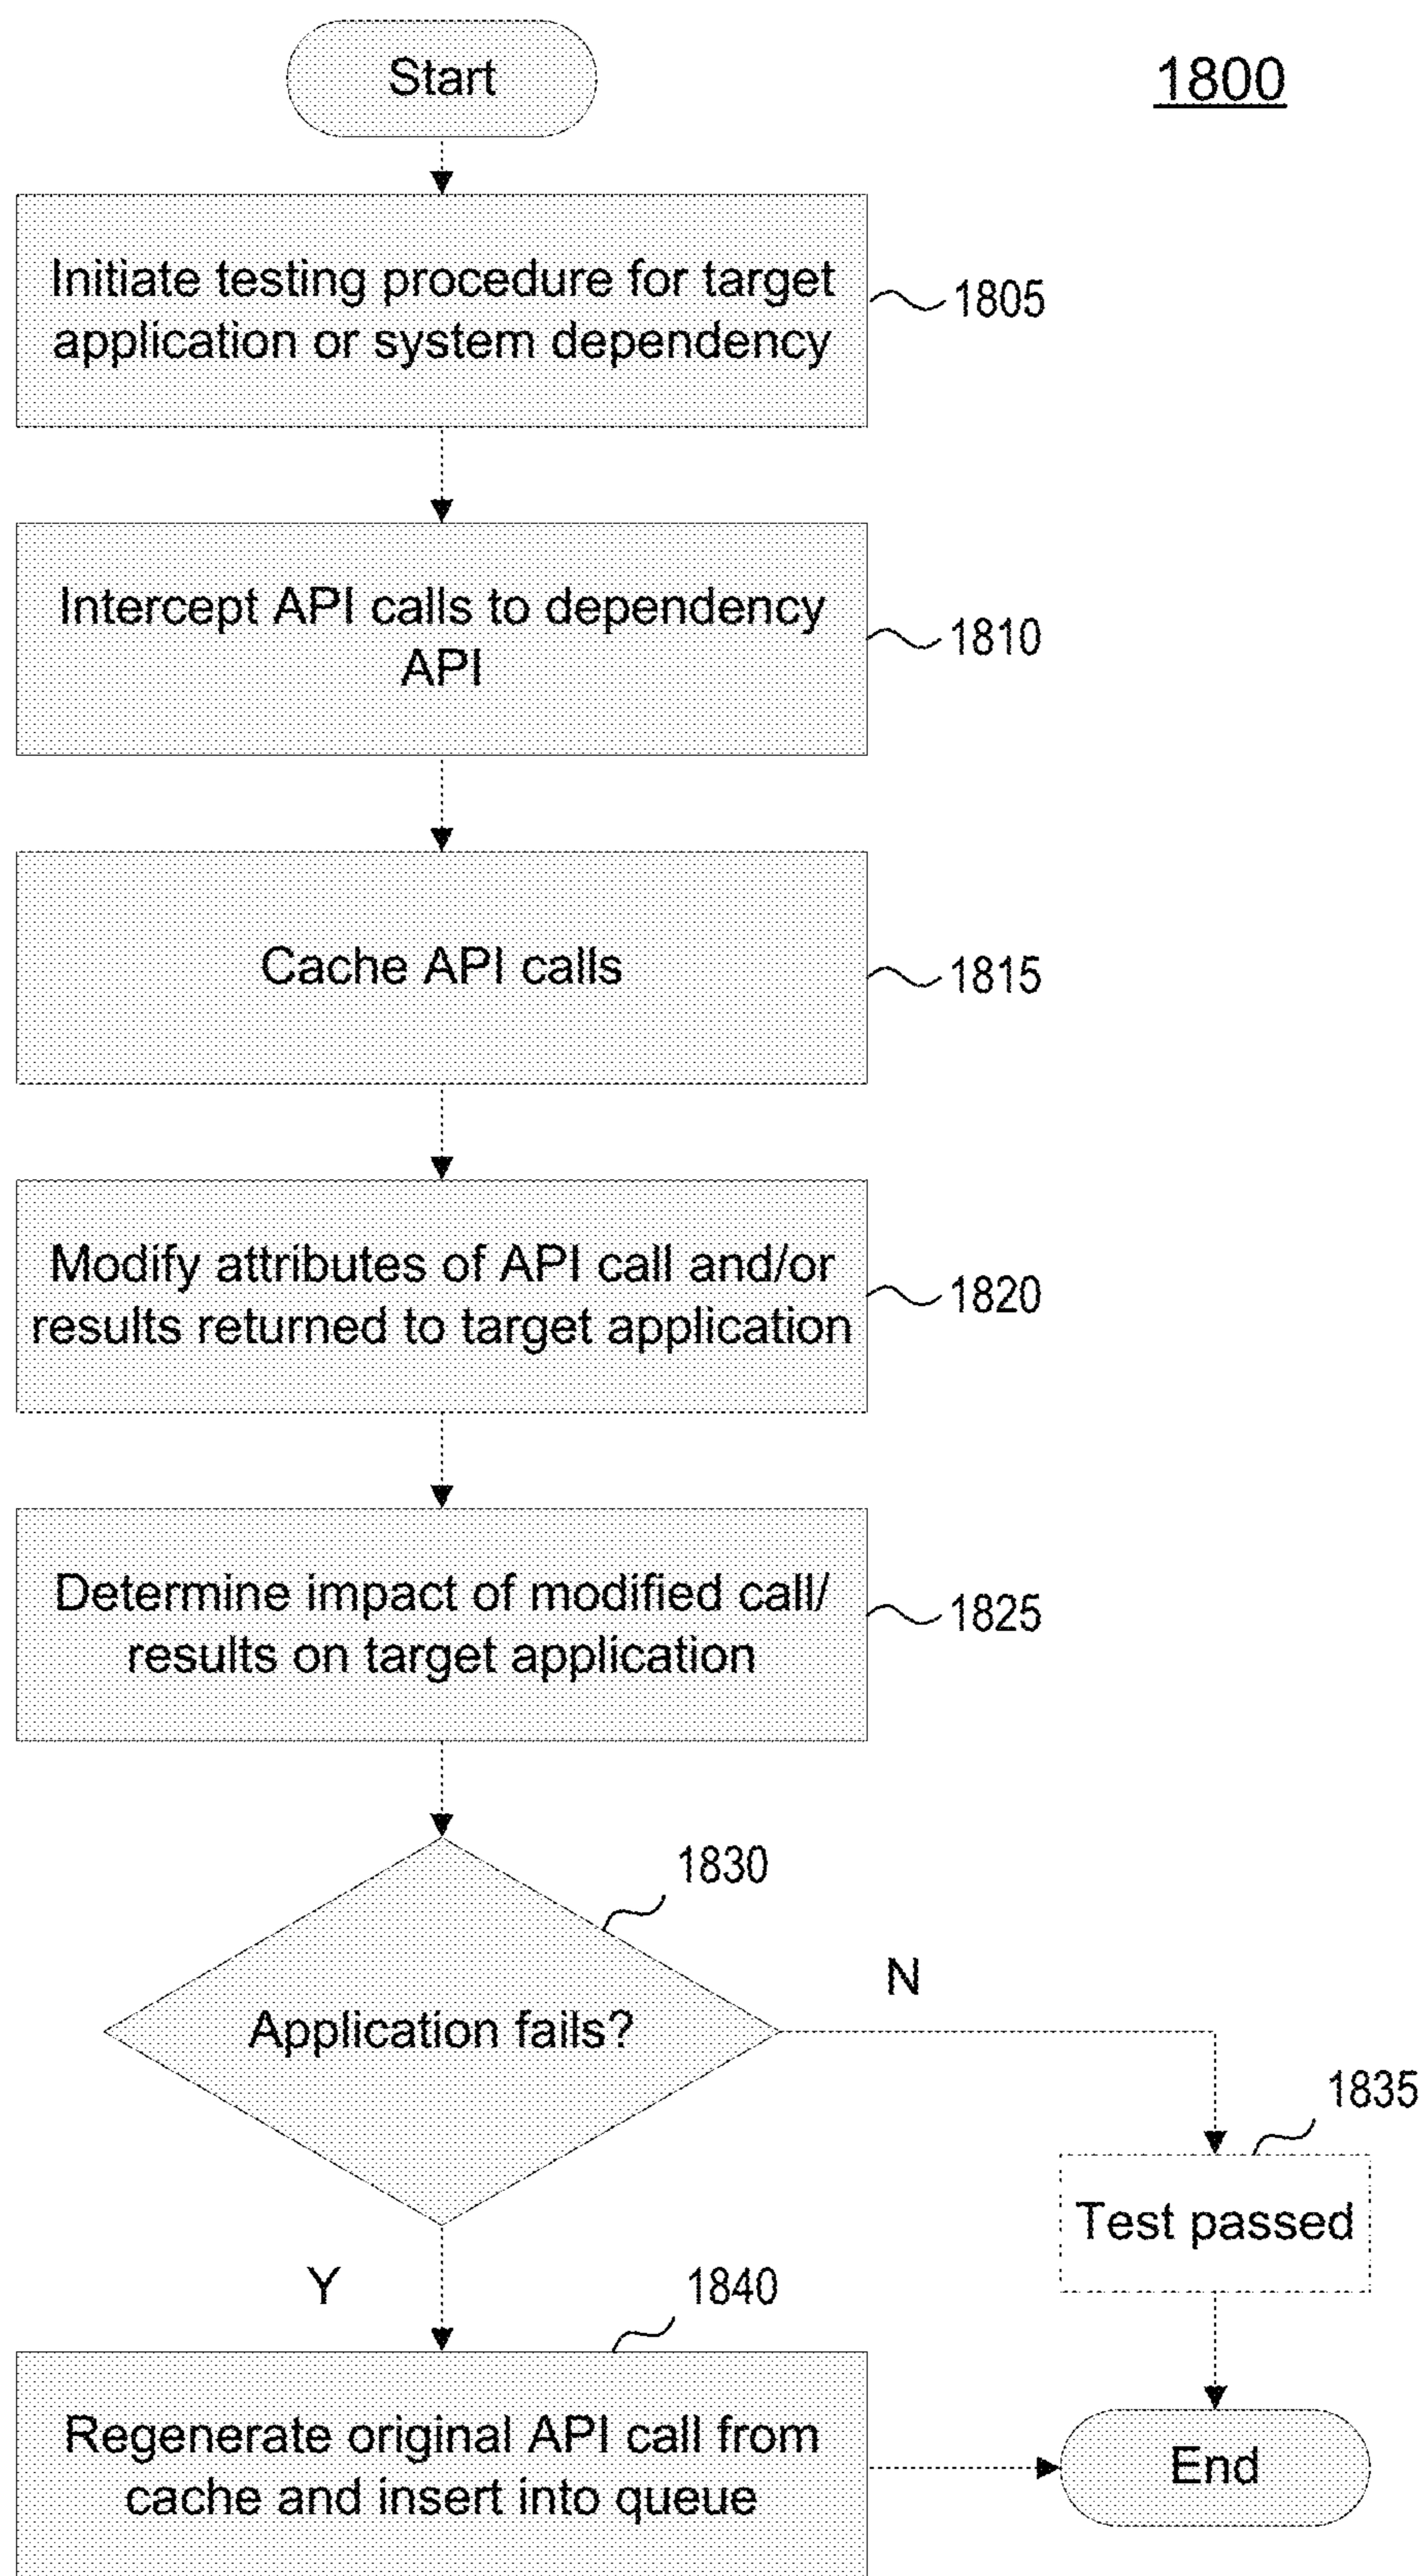 Start
1800
Initiate testing procedure for target
application or system dependency
1805
Intercept API calls to dependency
API
1810
Cache API calls
1815
Modify attributes of API call and/or
results returned to target application
1820
Determine impact of modified call/
results on target application
1825
1830
Application fails?
N
1835
Test passed
Y
1840
Regenerate original API call from
cache and insert into queue
End